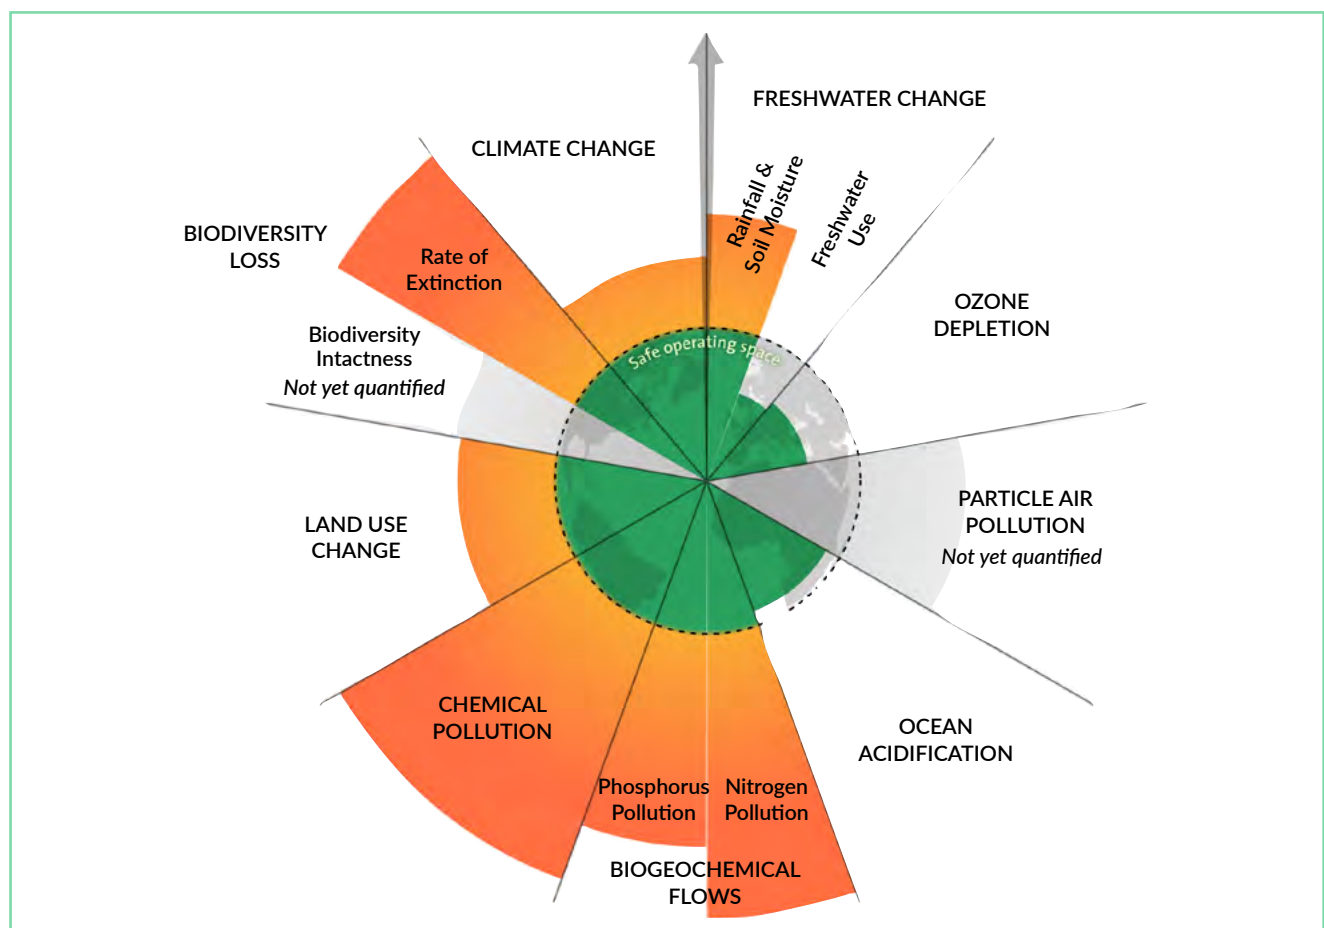 FRESHWATER CHANGE
CLIMATE CHANGE
Rainfall &
Soil Moisture
Freshwater
Use
BIODIVERSITY
LOSS
Rate of
Extinction
OZONE
DEPLETION
Biodiversity
Intactness
Not yet quantified
Safe operating space
PARTICLE AIR
POLLUTION
Not yet quantified
LAND USE
CHANGE
CHEMICAL
POLLUTION
OCEAN
ACIDIFICATION
Phosphorus
Pollution
Nitrogen
Pollution
BIOGEOCHEMICAL
FLOWS